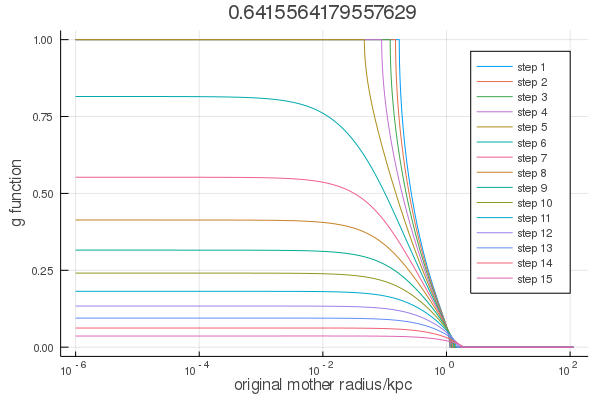 0.6415564179557629
1.00
0.75
0.50
0.25
0.00
g function
10^-6
10^-4
10^-2
10^0
10^2
original mother radius/kpc
step 1
step 2
step 3
step 4
step 5
step 6
step 7
step 8
step 9
step 10
step 11
step 12
step 13
step 14
step 15